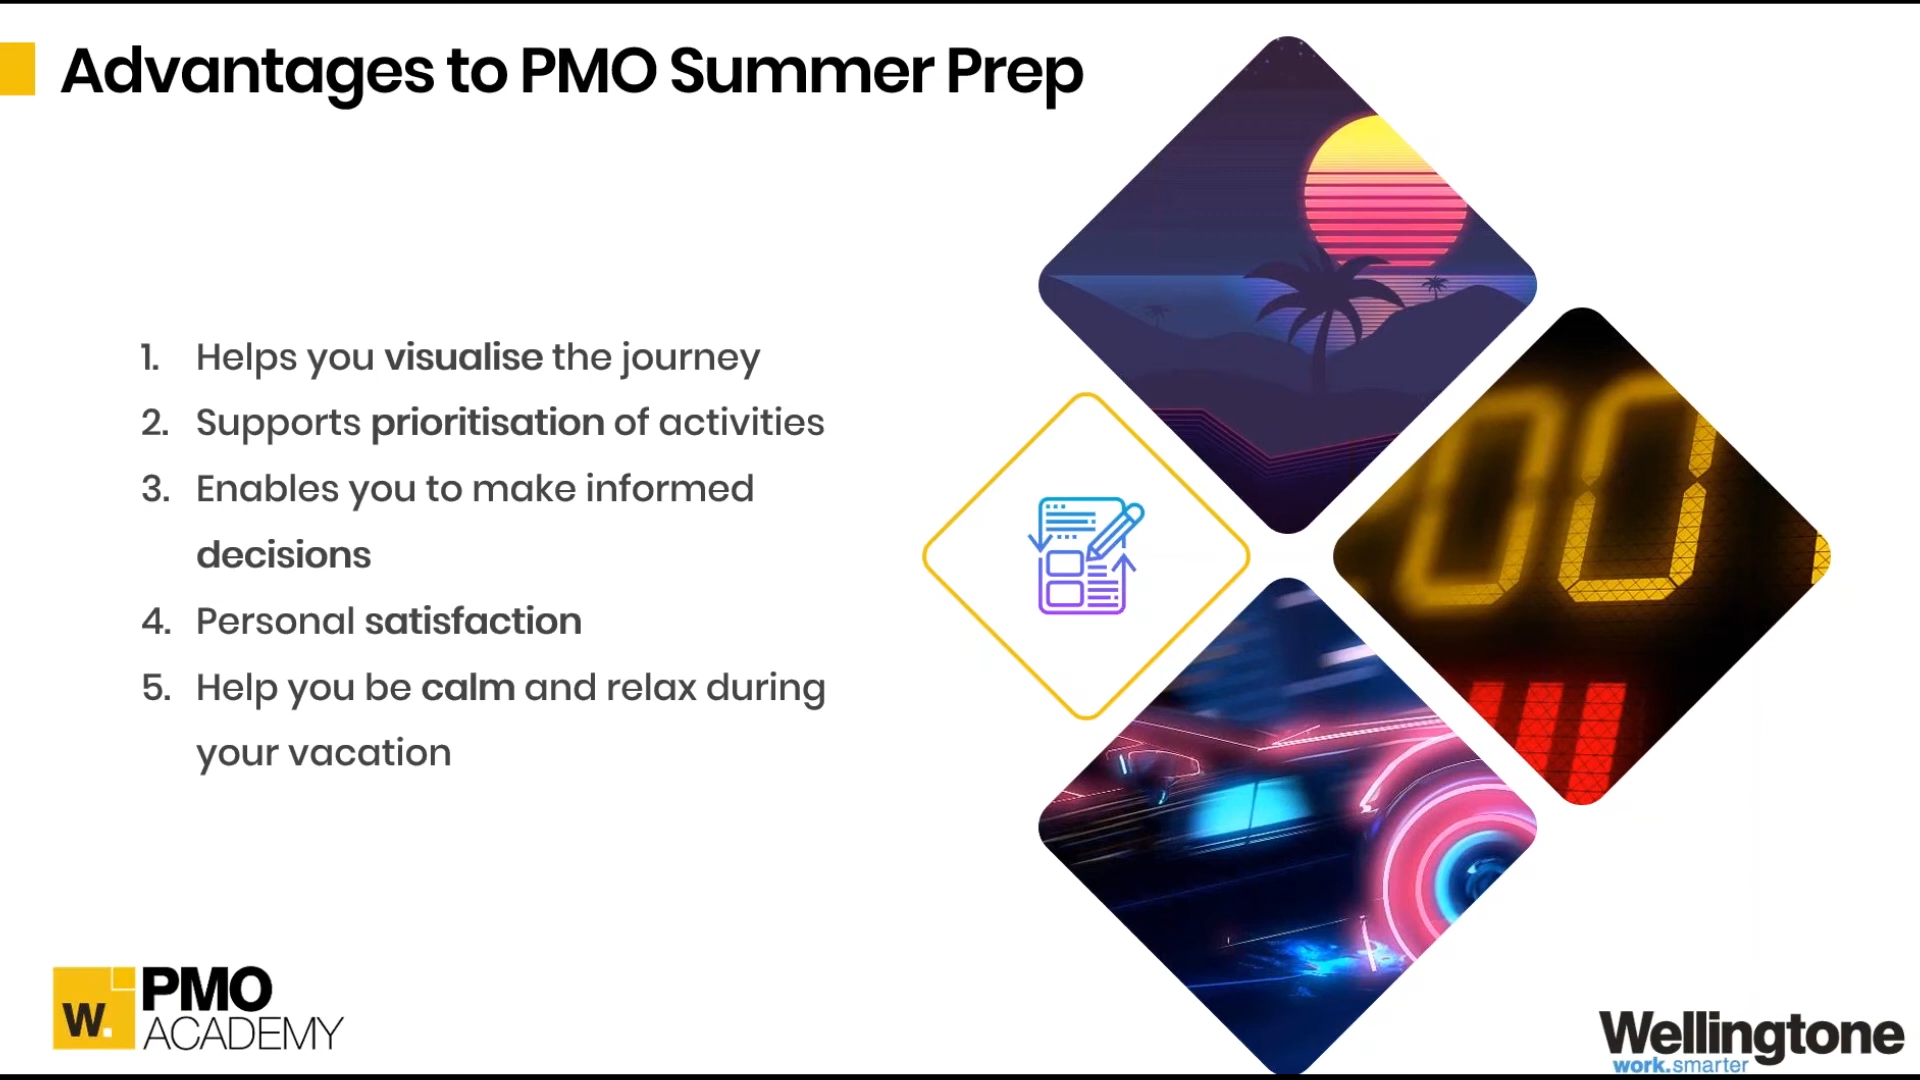 Advantages to PMO Summer Prep
1. Helps you visualise the journey
2. Supports prioritisation of activities
3. Enables you to make informed
decisions
4. Personal satisfaction
5. Help you be calm and relax during
your vacation
00
W.
PMO
ACADEMY
Wellingtone
work.smarter